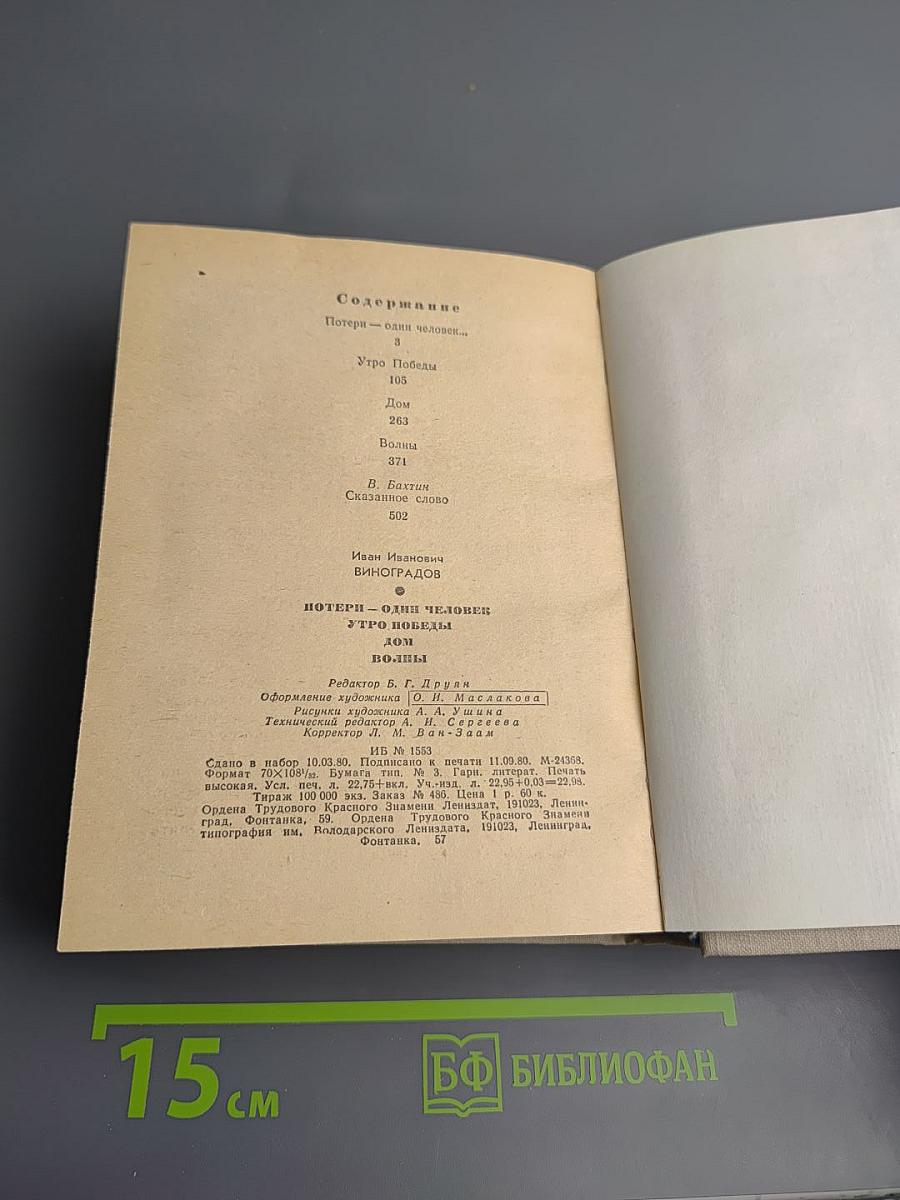 Содержание
Потери — один человек...
3
Утро Победы
105
Дом
263
Волны
371
В. Бахтин
Сказанное слово
502
Иван Иванович
ВИНОГРАДОВ
ПОТЕРИ — ОДИН ЧЕЛОВЕК
УТРО ПОБЕДЫ
ДОМ
ВОЛНЫ
Редактор Б. Г. Друян
Оформление художника О. И. Маслакова
Рисунки художника А. А. Ушина
Технический редактор А. И. Сергеева
Корректор Л. М. Ван-Заам
ИБ № 1553
Сдано в набор 10.03.80. Подписано к печати 11.09.80. М-24368.
Формат 70×108¹/₃₂. Бумага тип. № 3. Гарн. литерат. Печать
высокая. Усл. печ. л. 22,75+вкл. Уч.-изд. л. 22,95+0,03=22,98.
Тираж 100 000 экз. Заказ № 486. Цена 1 р. 60 к.
Ордена Трудового Красного Знамени Лениздат, 191023, Ленин-
град, Фонтанка, 59. Ордена Трудового Красного Знамени
типография им. Володарского Лениздата, 191023, Ленинград,
Фонтанка, 57
15 см
БФ БИБЛИОФАН